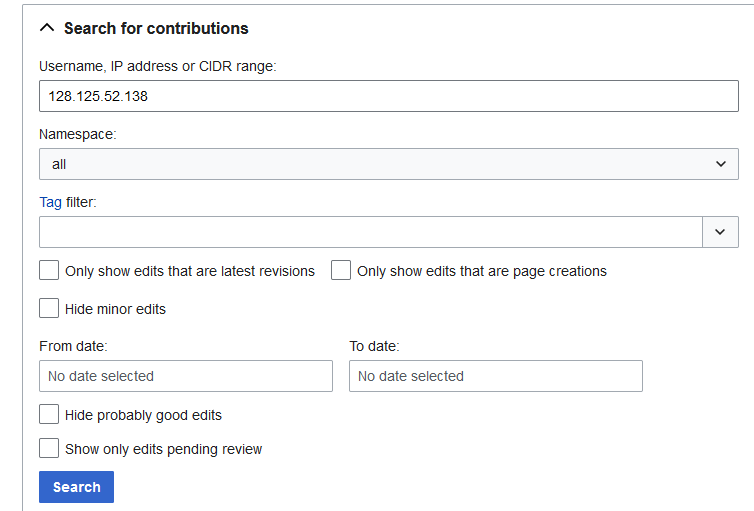 Search for contributions
Username, IP address or CIDR range:
128.125.52.138
Namespace:
all
Tag filter:
Only show edits that are latest revisions Only show edits that are page creations
Hide minor edits
From date: To date:
No date selected No date selected
Hide probably good edits
Show only edits pending review
Search